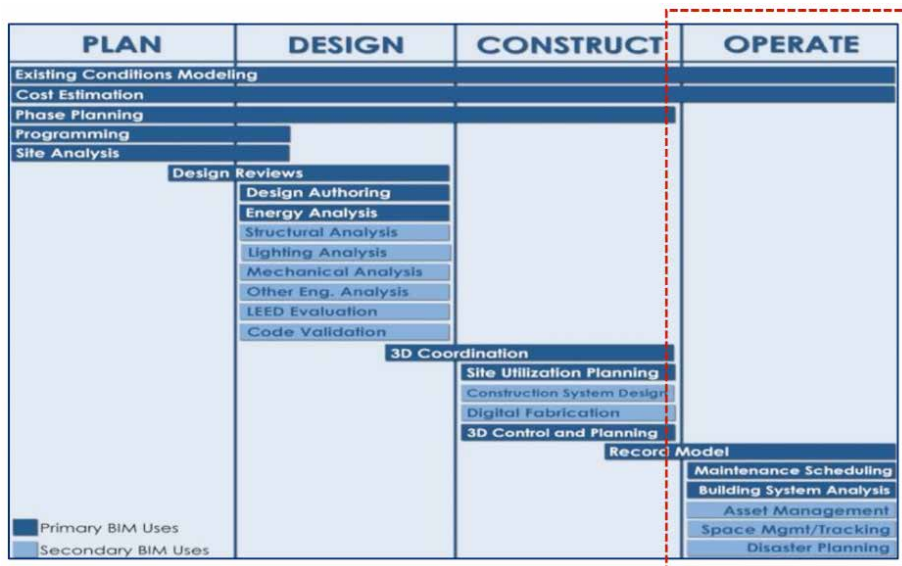 PLAN DESIGN CONSTRUCT OPERATE
Existing Conditions Modeling
Cost Estimation
Phase Planning
Programming
Site Analysis
Design Reviews
Design Authoring
Energy Analysis
Structural Analysis
Lighting Analysis
Mechanical Analysis
Other Eng. Analysis
LEED Evaluation
Code Validation
3D Coordination
Site Utilization Planning
Construction System Design
Digital Fabrication
3D Control and Planning
Record Model
Maintenance Scheduling
Building System Analysis
Asset Management
Space Mgmt/Tracking
Disaster Planning
Primary BIM Uses
Secondary BIM Uses